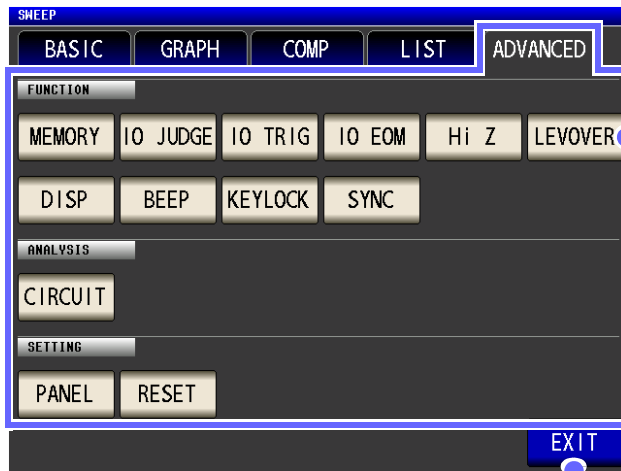 SWEEP
BASIC GRAPH COMP LIST ADVANCED
FUNCTION
MEMORY IO JUDGE IO TRIG IO EOM Hi Z LEVOVER
DISP BEEP KEYLOCK SYNC
ANALYSIS
CIRCUIT
SETTING
PANEL RESET
EXIT